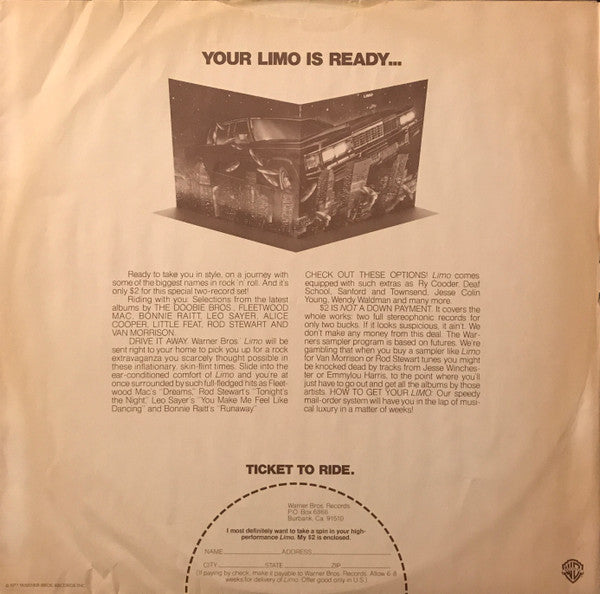 YOUR LIMO IS READY...
LIMO
Ready to take you in style, on a journey with
some of the biggest names in rock 'n' roll. And it's
only $2 for this special two-record set!
Riding with you: Selections from the latest
albums by THE DOOBIE BROS., FLEETWOOD
MAC, BONNIE RAITT, LEO SAYER, ALICE
COOPER, LITTLE FEAT, ROD STEWART AND
VAN MORRISON.
DRIVE IT AWAY. Warner Bros.' Limo will be
sent right to your home to pick you up for a rock
extravaganza you scarcely thought possible in
these inflationary, skin-flint times. Slide into the
ear-conditioned comfort of Limo and you're at
once surrounded by such full-fledged hits as Fleet-
wood Mac's "Dreams," Rod Stewart's "Tonight's
the Night," Leo Sayer's "You Make Me Feel Like
Dancing" and Bonnie Raitt's "Runaway."
CHECK OUT THESE OPTIONS! Limo comes
equipped with such extras as Ry Cooder, Deaf
School, Sanford and Townsend, Jesse Colin
Young, Wendy Waldman and many more.
$2 IS NOT A DOWN PAYMENT. It covers the
whole works: two full stereophonic records for
only two bucks. If it looks suspicious, it ain't. We
don't make any money from this deal. The War-
ners sampler program is based on futures. We're
gambling that when you buy a sampler like Limo
for Van Morrison or Rod Stewart tunes you might
be knocked dead by tracks from Jesse Winches-
ter or Emmylou Harris, to the point where you'll
just have to go out and get all the albums by those
artists. HOW TO GET YOUR LIMO: Our speedy
mail-order system will have you in the lap of musi-
cal luxury in a matter of weeks!
TICKET TO RIDE.
Warner Bros. Records
P.O. Box 6868
Burbank, Ca. 91510
I most definitely want to take a spin in your high-
performance Limo. My $2 is enclosed.
NAME ADDRESS
CITY STATE ZIP
(If paying by check, make it payable to Warner Bros. Records. Allow 6-8
weeks for delivery of Limo. Offer good only in U.S.)
© 1977 WARNER BROS. RECORDS INC.